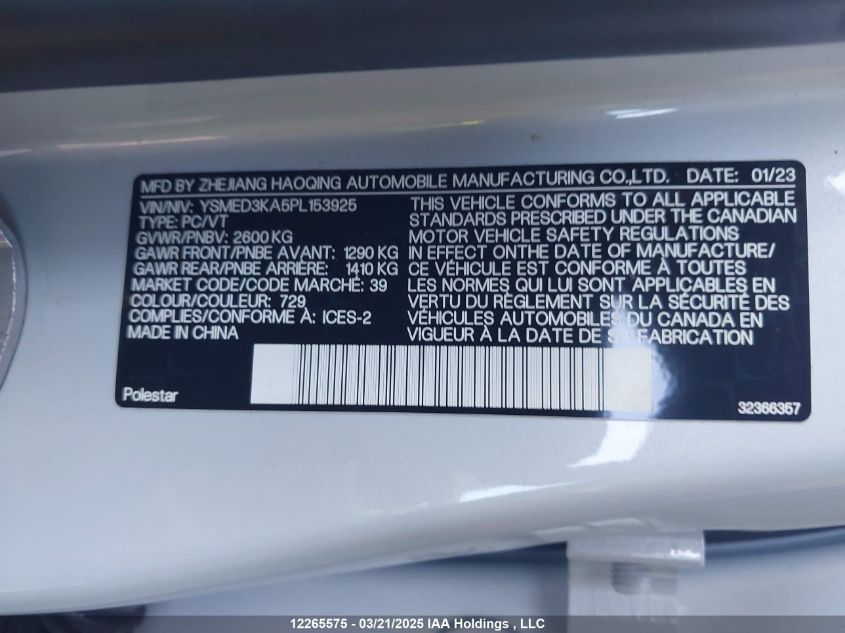 MFD BY ZHEJIANG HAOQING AUTOMOBILE MANUFACTURING CO.,LTD. DATE: 01/23
VIN/NIV: YSMED3KA5PL153925
TYPE: PC/VT
GVWR/PNBV: 2600 KG
GAWR FRONT/PNBE AVANT: 1290 KG
GAWR REAR/PNBE ARRIÈRE: 1410 KG
MARKET CODE/CODE MARCHÉ: 39
COLOUR/COULEUR: 729
COMPLIES/CONFORME À: ICES-2
MADE IN CHINA
THIS VEHICLE CONFORMS TO ALL APPLICABLE
STANDARDS PRESCRIBED UNDER THE CANADIAN
MOTOR VEHICLE SAFETY REGULATIONS
IN EFFECT ONTHE DATE OF MANUFACTURE/
CE VÉHICULE EST CONFORME À TOUTES
LES NORMES QUI LUI SONT APPLICABLES EN
VERTU DU RÈGLEMENT SUR LA SÉCURITÉ DES
VÉHICULES AUTOMOBILES DU CANADA EN
VIGUEUR À LA DATE DE SA FABRICATION
Polestar
32366357
12265575 - 03/21/2025 IAA Holdings , LLC